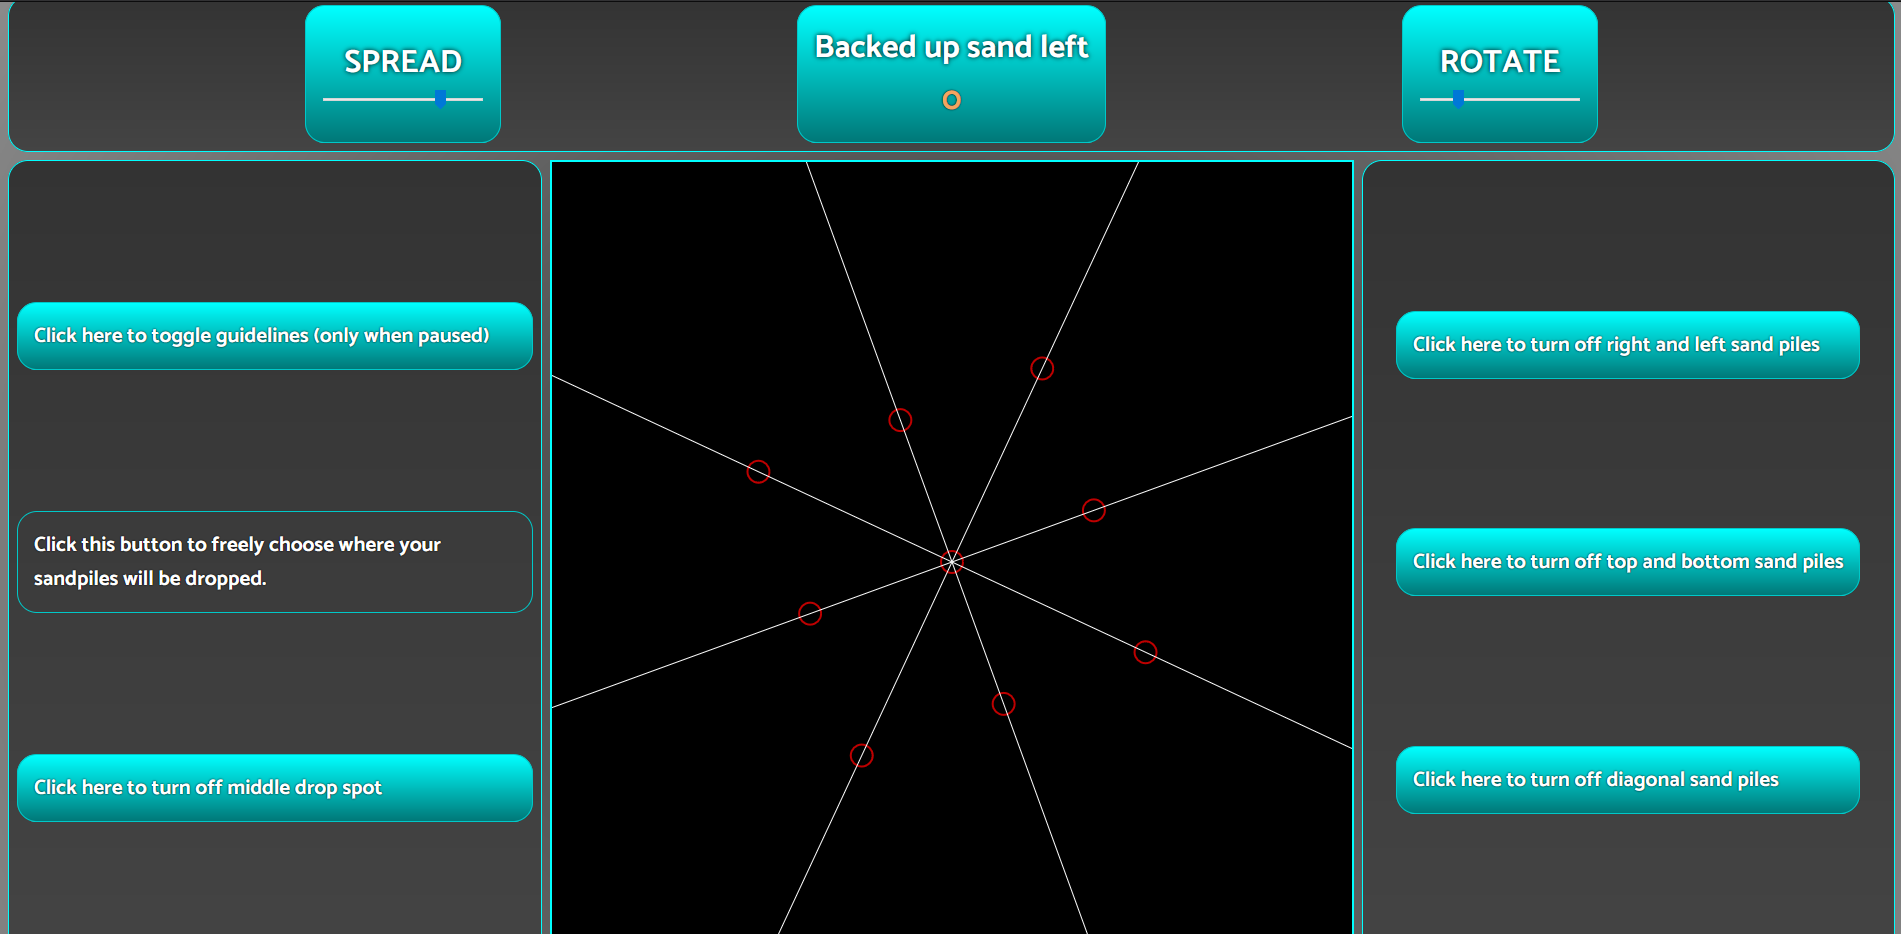 SPREAD
Backed up sand left
0
ROTATE
Click here to toggle guidelines (only when paused)
Click this button to freely choose where your
sandpiles will be dropped.
Click here to turn off middle drop spot
Click here to turn off right and left sand piles
Click here to turn off top and bottom sand piles
Click here to turn off diagonal sand piles